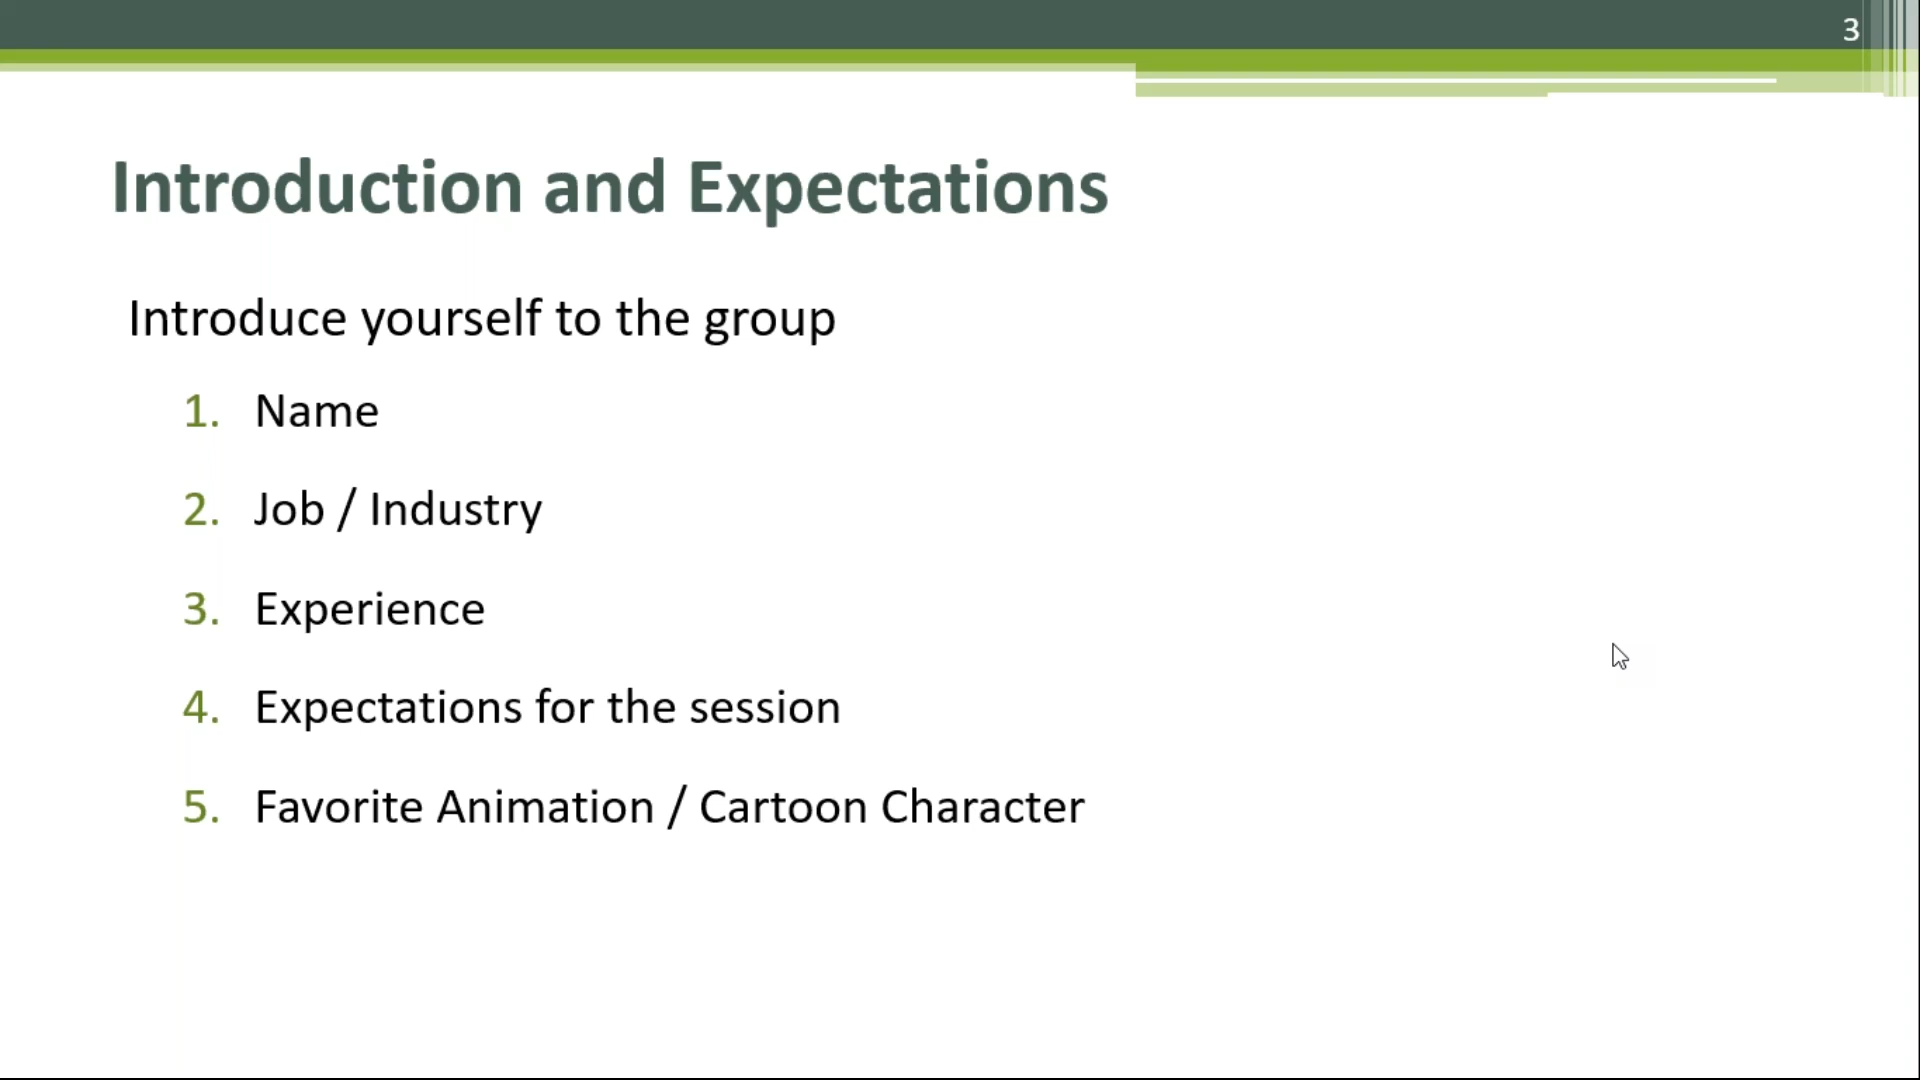 3
Introduction and Expectations
Introduce yourself to the group
1. Name
2. Job / Industry
3. Experience
4. Expectations for the session
5. Favorite Animation / Cartoon Character